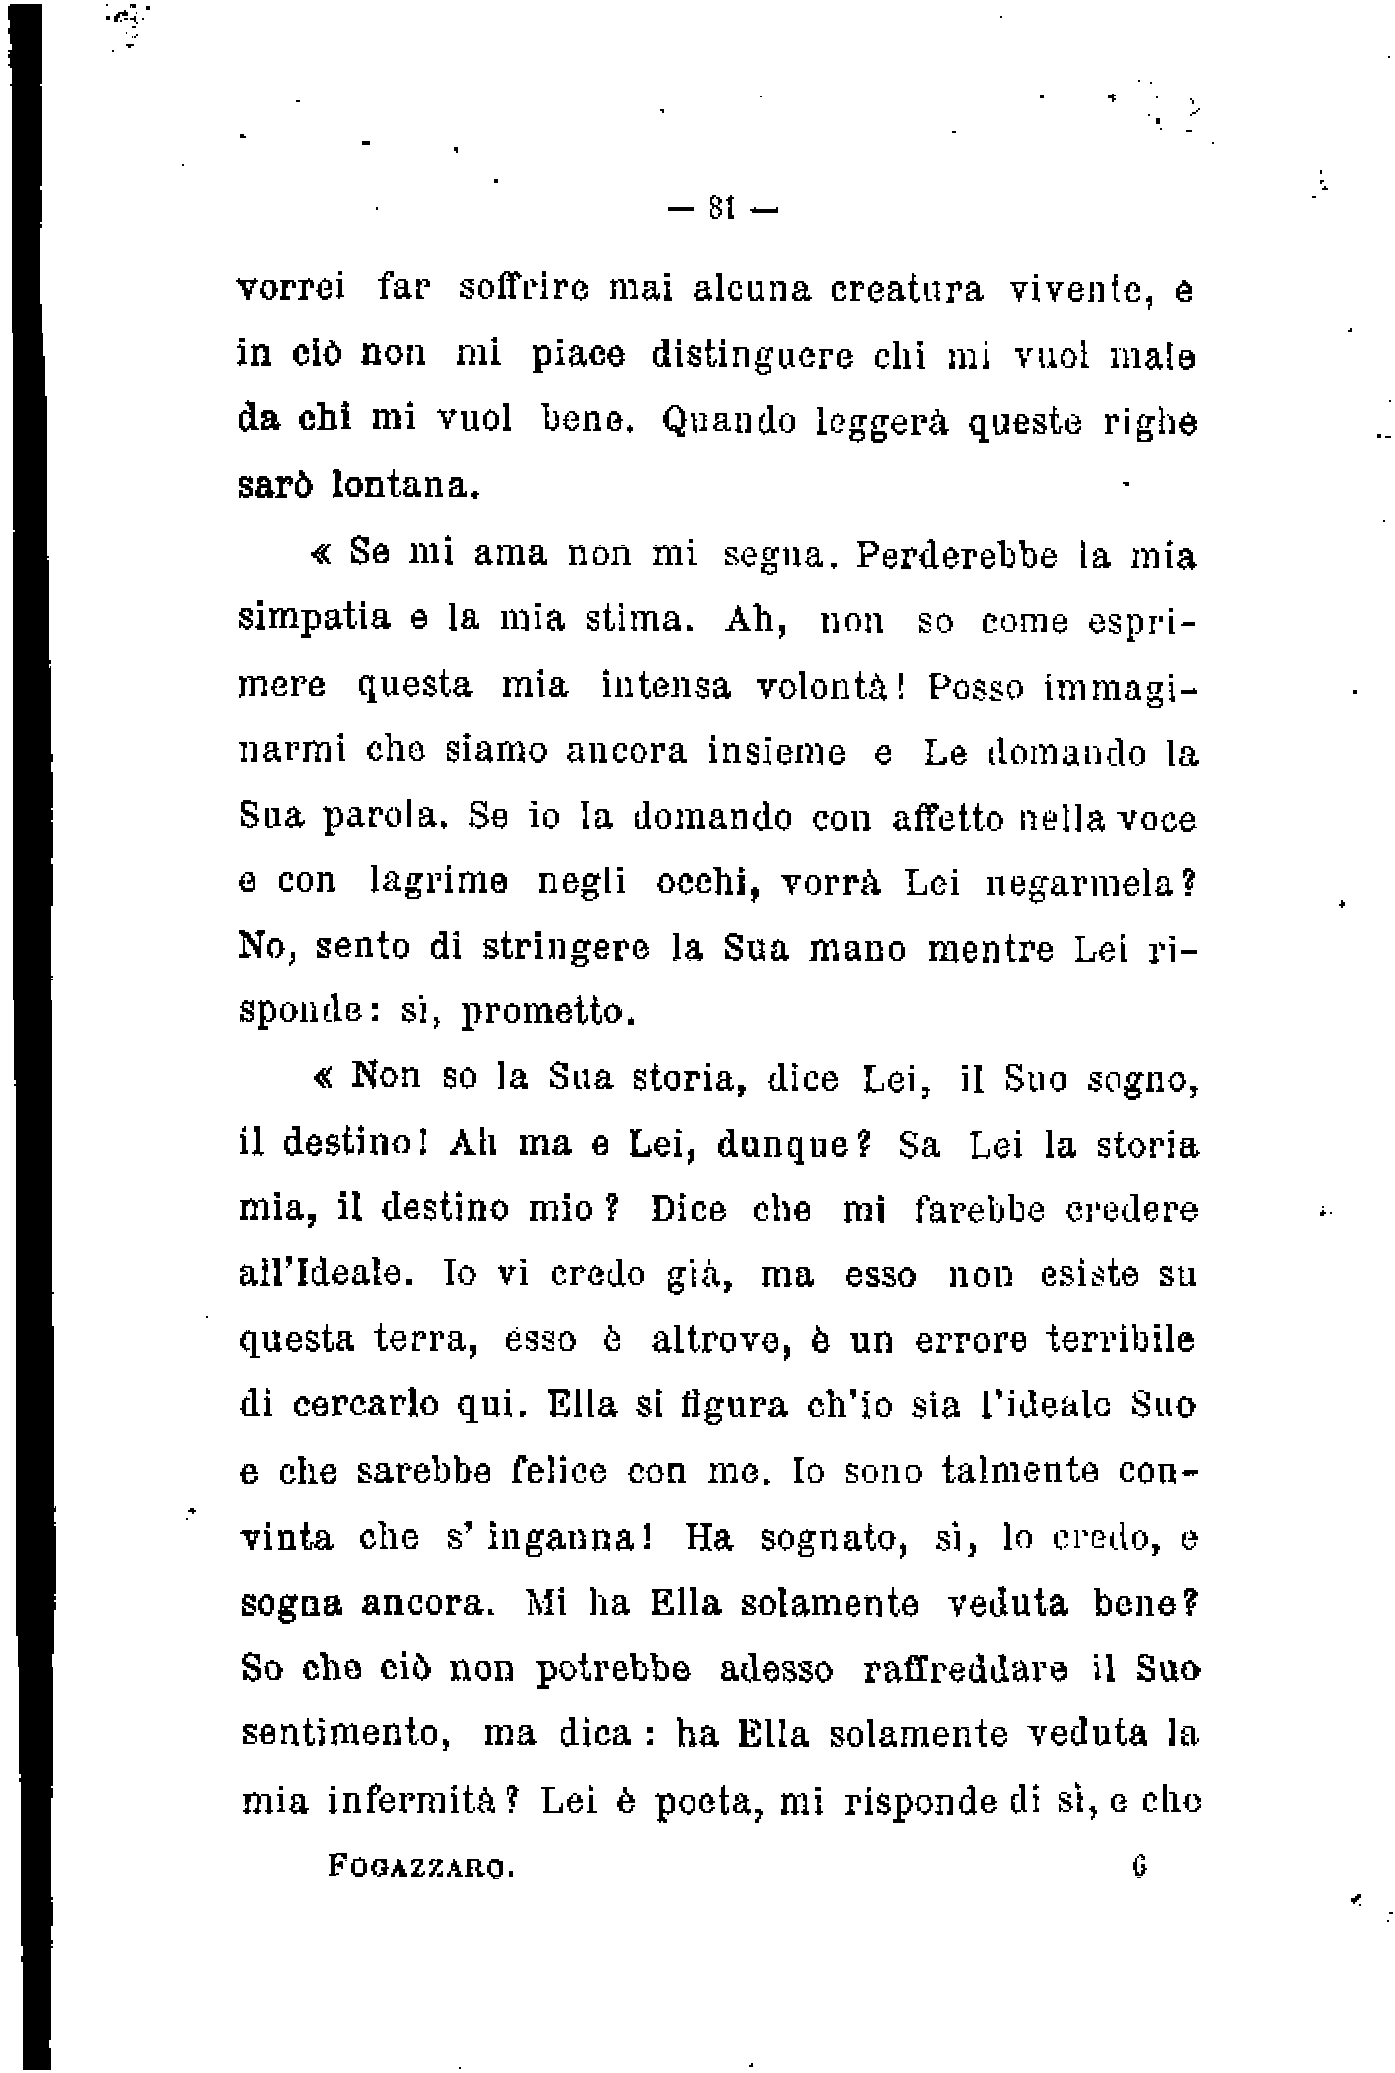 — 81 —
vorrei far soffrire mai alcuna creatura vivente, e
in ciò non mi piace distinguere chi mi vuol male
da chi mi vuol bene. Quando leggerà queste righe
sarò lontana.
« Se mi ama non mi segua. Perderebbe la mia
simpatia e la mia stima. Ah, non so come espri-
mere questa mia intensa volontà! Posso immagi-
narmi che siamo ancora insieme e Le domando la
Sua parola. Se io la domando con affetto nella voce
e con lagrime negli occhi, vorrà Lei negarmela?
No, sento di stringere la Sua mano mentre Lei ri-
sponde: sì, prometto.
« Non so la Sua storia, dice Lei, il Suo sogno,
il destino! Ah ma e Lei, dunque? Sa Lei la storia
mia, il destino mio? Dice che mi farebbe credere
all'Ideale. Io vi credo già, ma esso non esiste su
questa terra, esso è altrove, è un errore terribile
di cercarlo qui. Ella si figura ch'io sia l'ideale Suo
e che sarebbe felice con me. Io sono talmente con-
vinta che s' inganna! Ha sognato, sì, lo credo, e
sogna ancora. Mi ha Ella solamente veduta bene?
So che ciò non potrebbe adesso raffreddare il Suo
sentimento, ma dica: ha Ella solamente veduta la
mia infermità? Lei è poeta, mi risponde di sì, e che
FOGAZZARO. 6